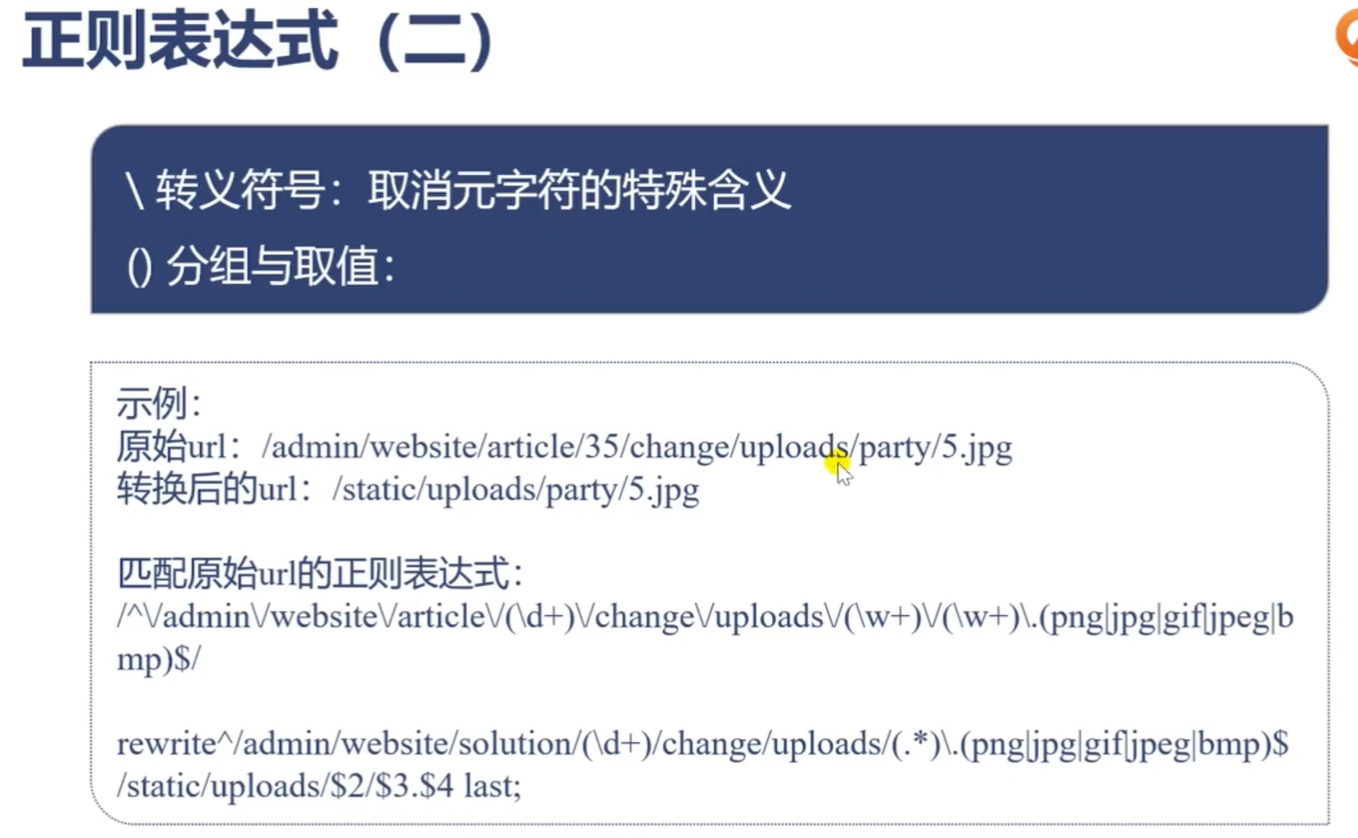 正则表达式（二）
\ 转义符号：取消元字符的特殊含义
() 分组与取值：
示例：
原始url：/admin/website/article/35/change/uploads/party/5.jpg
转换后的url：/static/uploads/party/5.jpg
匹配原始url的正则表达式：
/^\/admin\/website\/article\/(\d+)\/change\/uploads\/(\w+)\/(\w+)\.(png|jpg|gif|jpeg|b
mp)$/
rewrite^/admin/website/solution/(\d+)/change/uploads/(.*)\.(png|jpg|gif|jpeg|bmp)$
/static/uploads/$2/$3.$4 last;